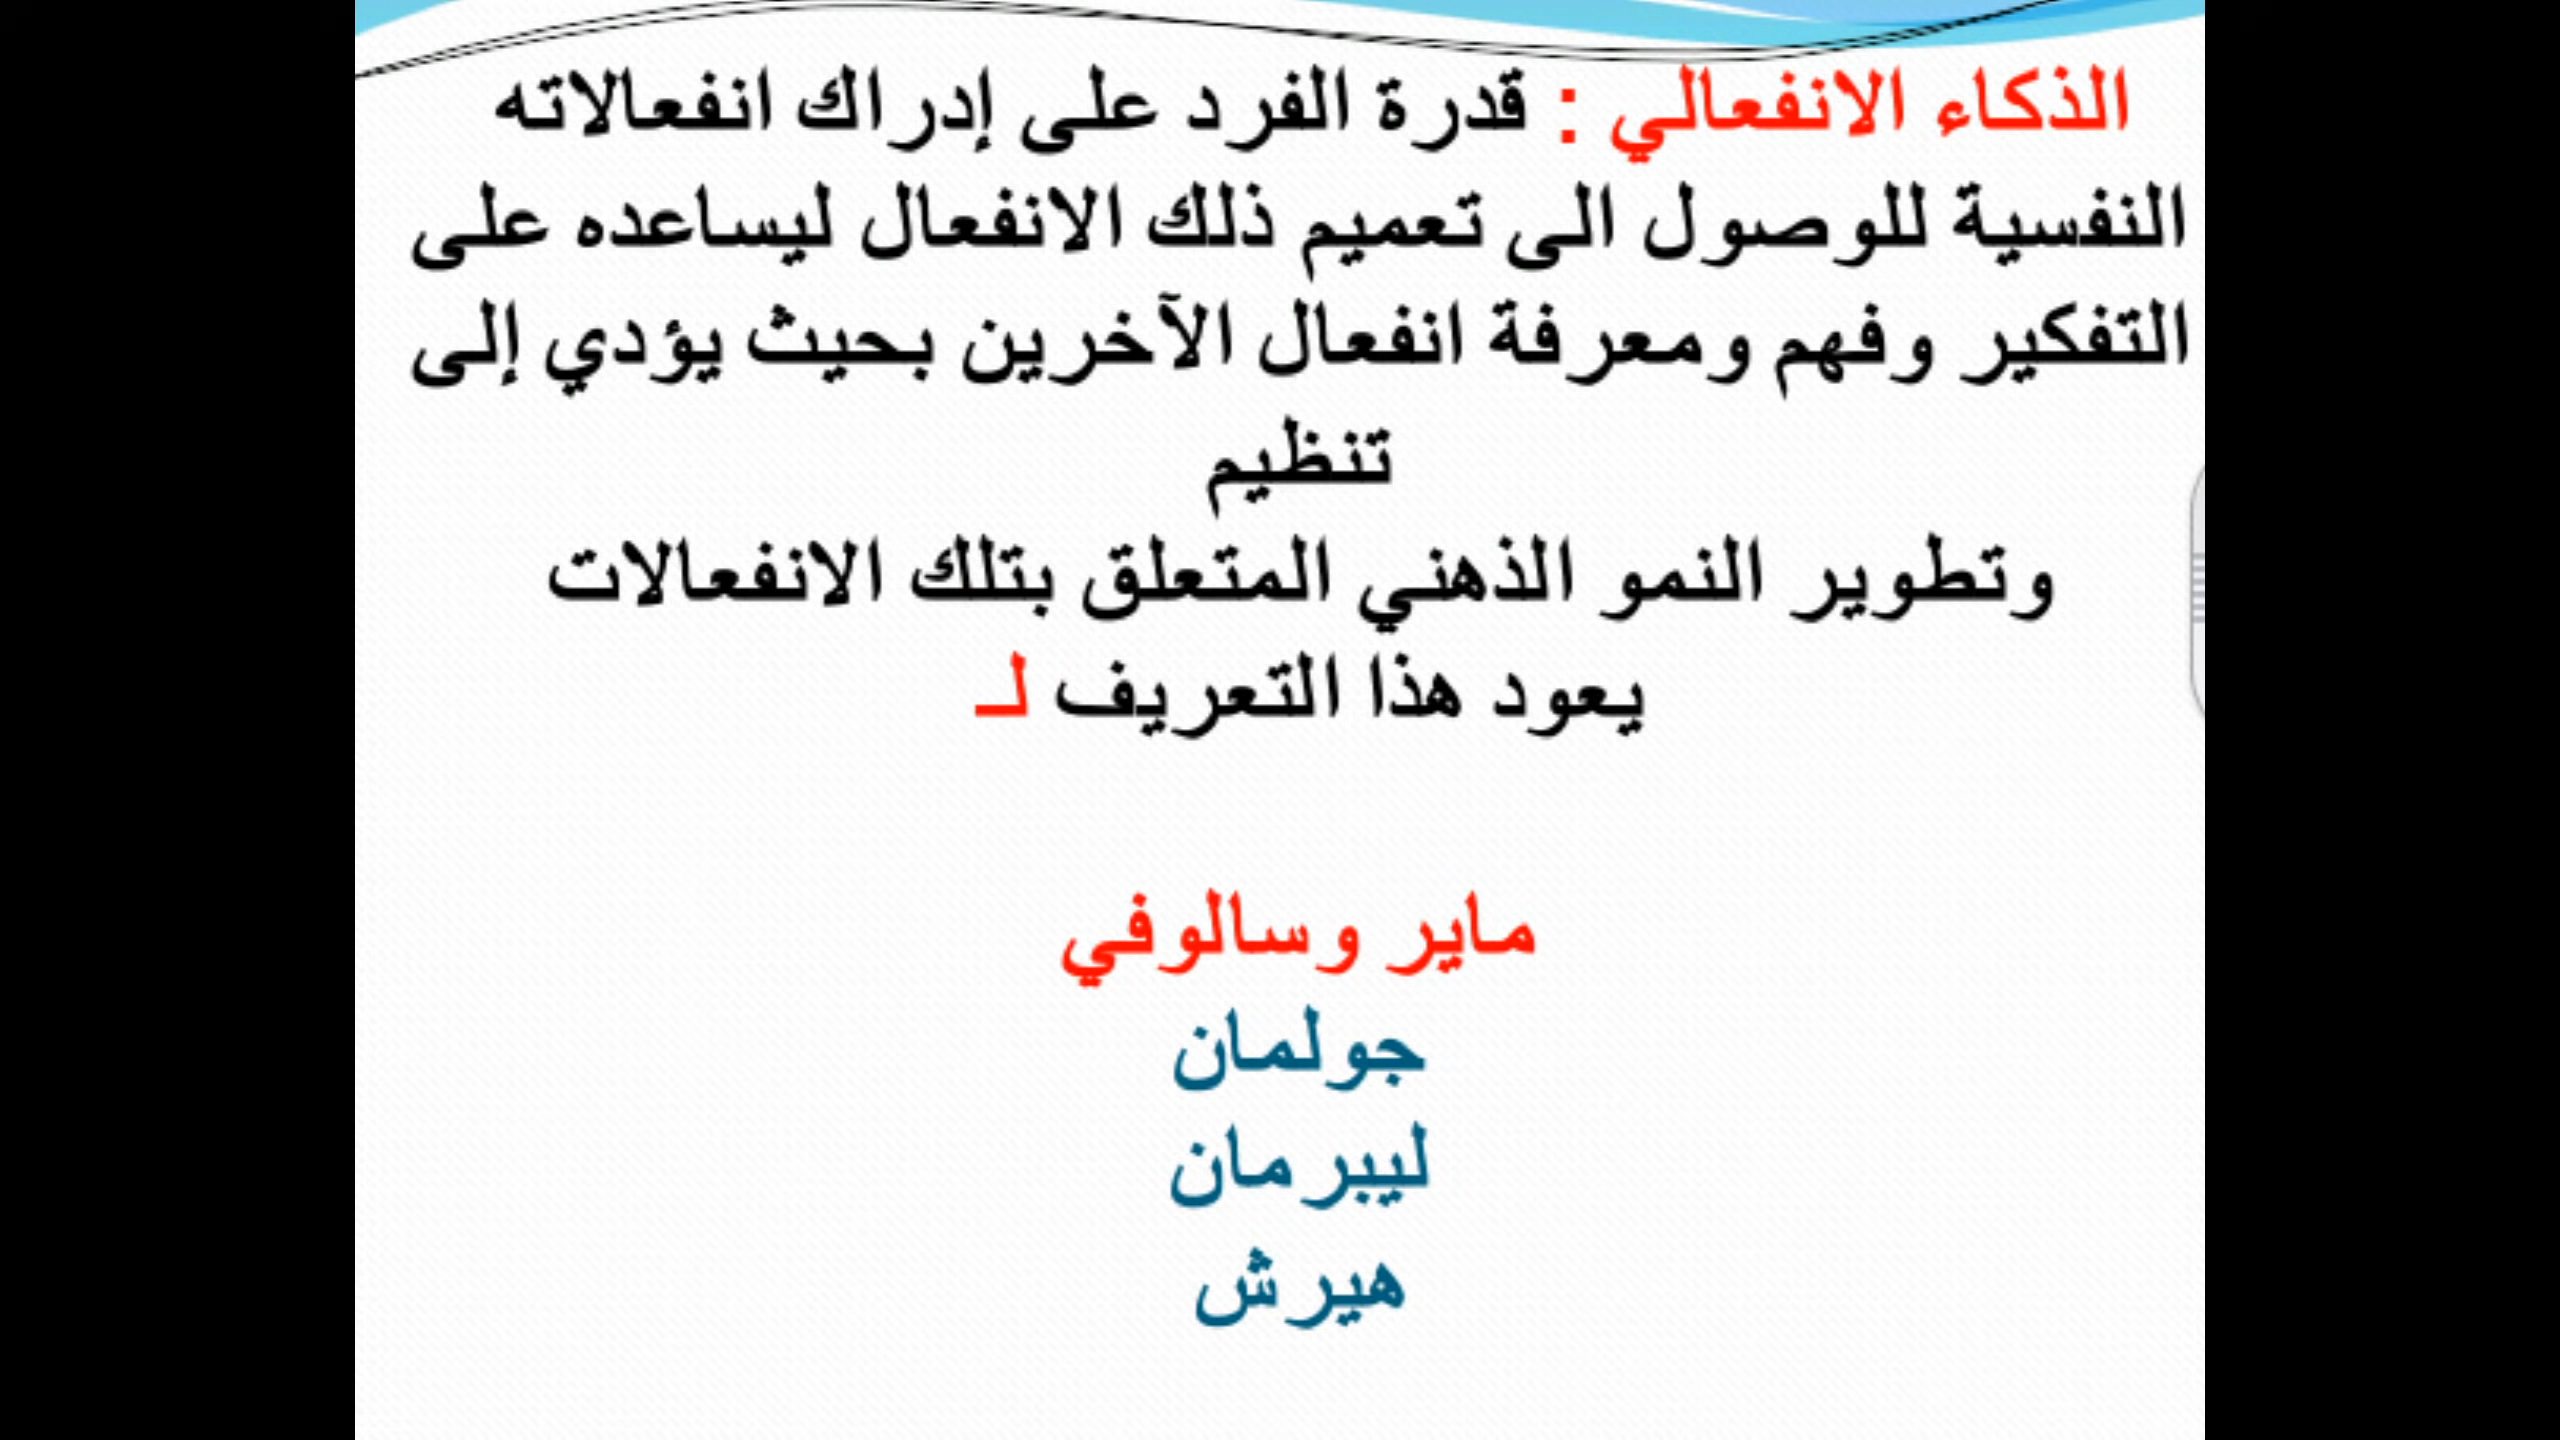 الذكاء الانفعالي : قدرة الفرد على إدراك انفعالاته
النفسية للوصول الى تعميم ذلك الانفعال ليساعده على
التفكير وفهم ومعرفة انفعال الآخرين بحيث يؤدي إلى
تنظيم
وتطوير النمو الذهني المتعلق بتلك الانفعالات
يعود هذا التعريف لـ
ماير وسالوفي
جولمان
ليبرمان
هيرش